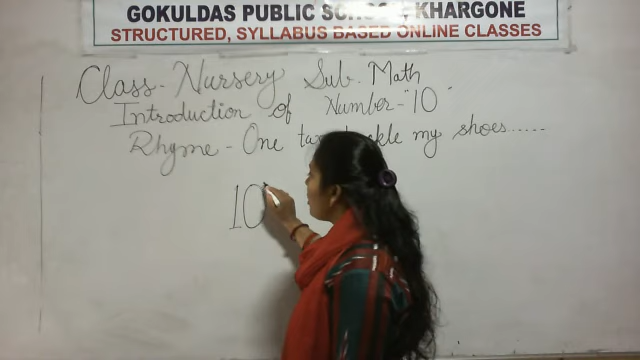 GOKULDAS PUBLIC SCHOOL, KHARGONE
STRUCTURED, SYLLABUS BASED ONLINE CLASSES
Class - Nursery Sub. Math
Introduction of Number - "10"
Rhyme - One my shoes......
10